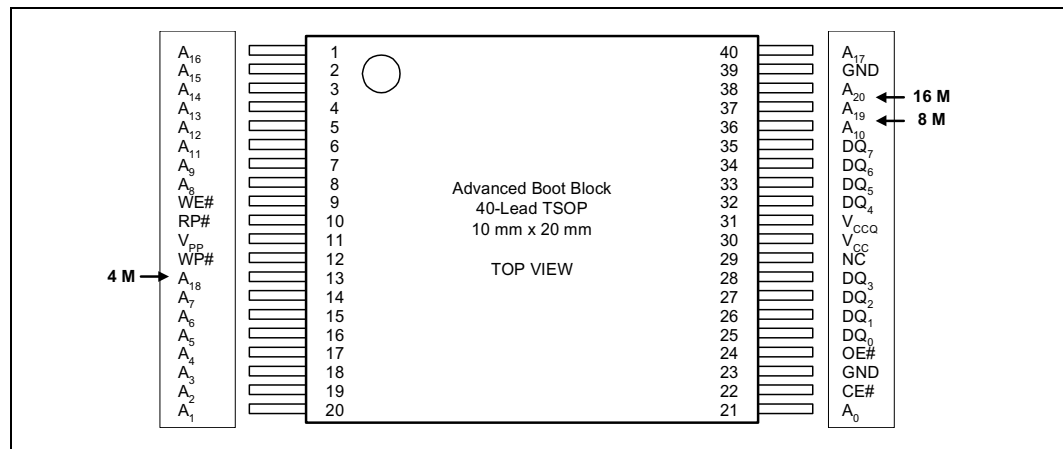 A16 1 40 A17
A15 2 39 GND
A14 3 38 A20 16 M
A13 4 37 A19 8 M
A12 5 36 A10
A11 6 35 DQ7
A9 7 34 DQ6
A8 8 33 DQ5
WE# 9 32 DQ4
RP# 10 31 VCCQ
VPP 11 30 VCC
WP# 12 29 NC
4 M A18 13 28 DQ3
A7 14 27 DQ2
A6 15 26 DQ1
A5 16 25 DQ0
A4 17 24 OE#
A3 18 23 GND
A2 19 22 CE#
A1 20 21 A0
Advanced Boot Block
40-Lead TSOP
10 mm x 20 mm
TOP VIEW